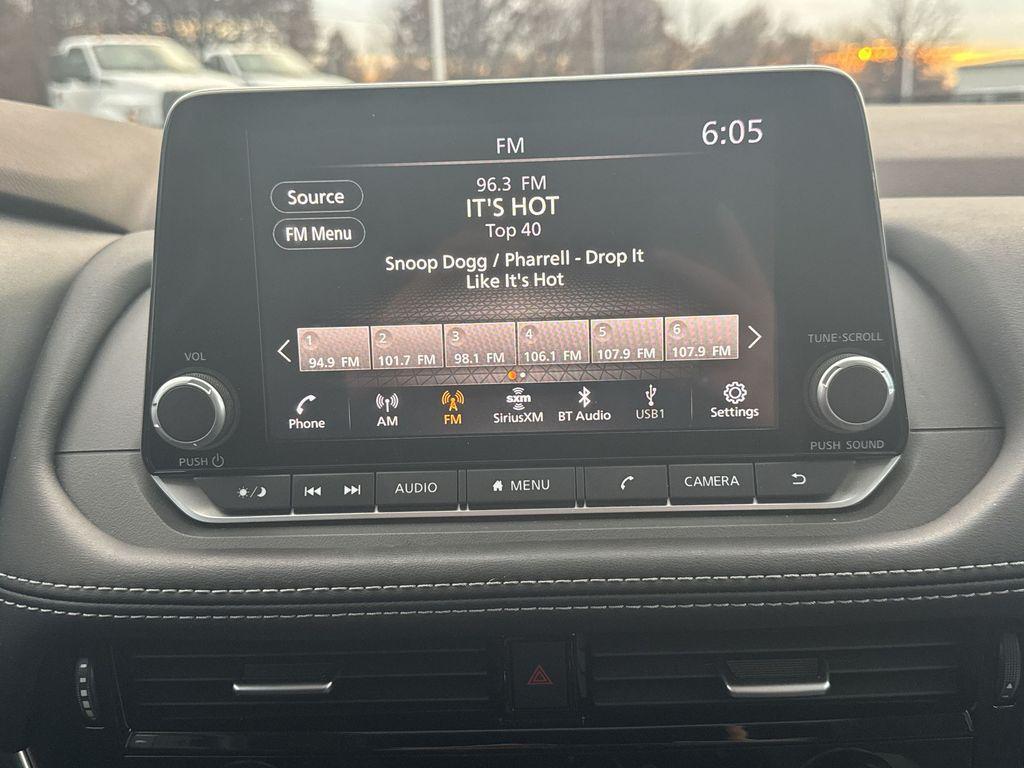 FM
6:05
Source
96.3 FM
IT'S HOT
FM Menu
Top 40
Snoop Dogg / Pharrell - Drop It
Like It's Hot
1 2 3 4 5 6
94.9 FM 101.7 FM 98.1 FM 106.1 FM 107.9 FM 107.9 FM
Phone AM FM sxm SiriusXM BT Audio USB1 Settings
VOL
PUSH
TUNE·SCROLL
PUSH SOUND
AUDIO MENU CAMERA